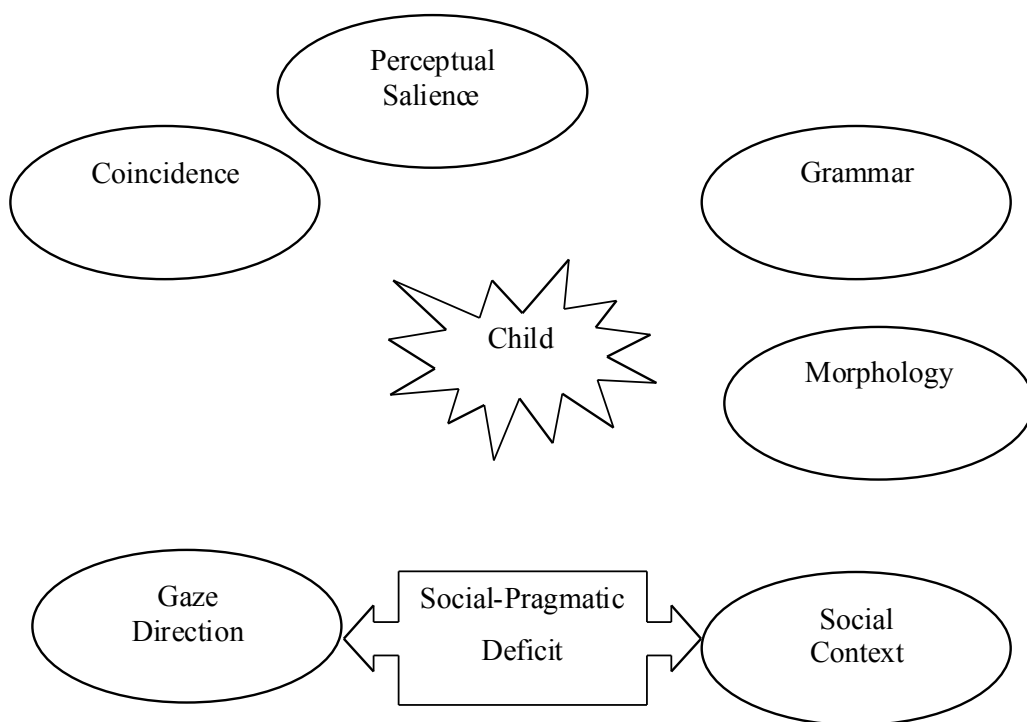 Perceptual
Salience
Coincidence
Grammar
Child
Morphology
Gaze
Direction
Social-Pragmatic
Deficit
Social
Context